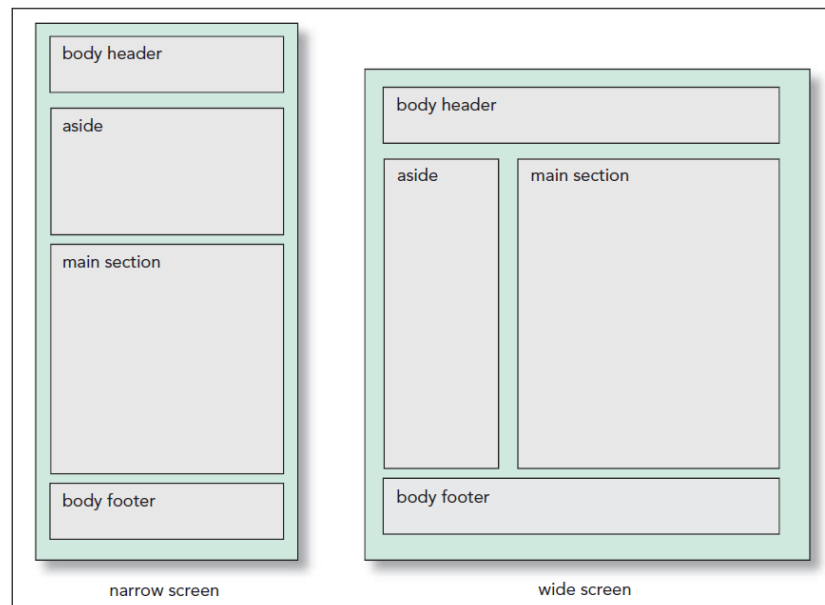 body header
aside
main section
body footer
narrow screen
body header
aside
main section
body footer
wide screen